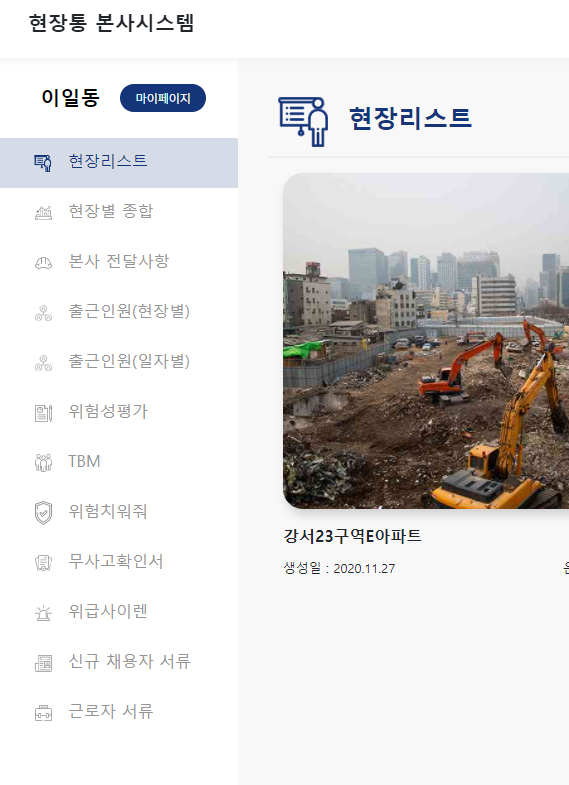 현장통 본사시스템
이일동 마이페이지
현장리스트
현장별 종합
본사 전달사항
출근인원(현장별)
출근인원(일자별)
위험성평가
TBM
위험치워줘
무사고확인서
위급사이렌
신규 채용자 서류
근로자 서류
현장리스트
강서23구역E아파트
생성일 : 2020.11.27